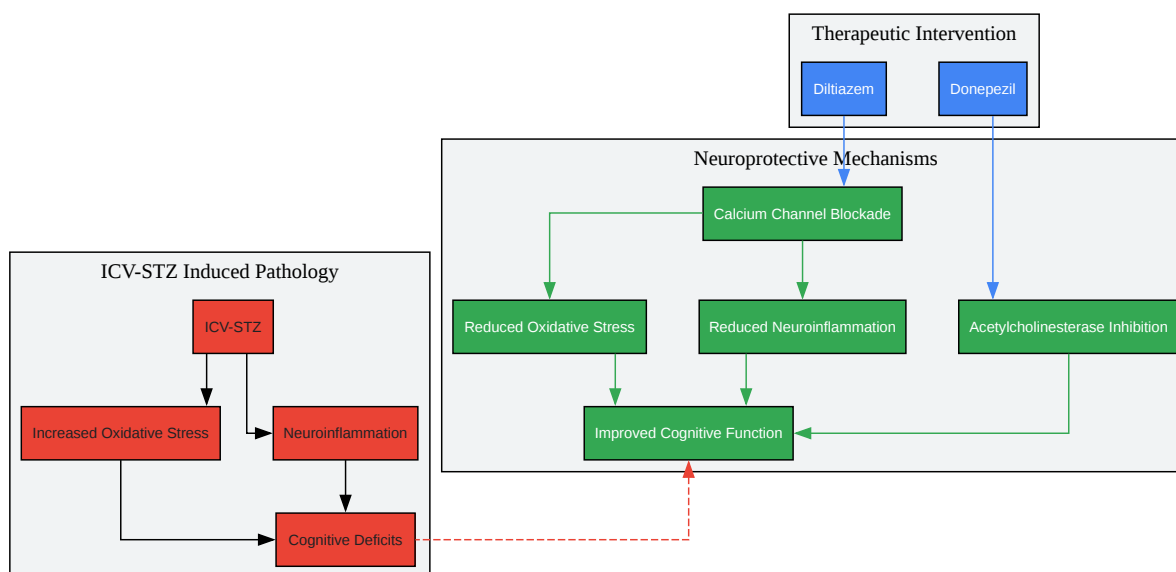 Therapeutic Intervention
Diltiazem
Donepezil
Neuroprotective Mechanisms
Calcium Channel Blockade
Reduced Oxidative Stress
Reduced Neuroinflammation
Acetylcholinesterase Inhibition
Improved Cognitive Function
ICV-STZ Induced Pathology
ICV-STZ
Increased Oxidative Stress
Neuroinflammation
Cognitive Deficits